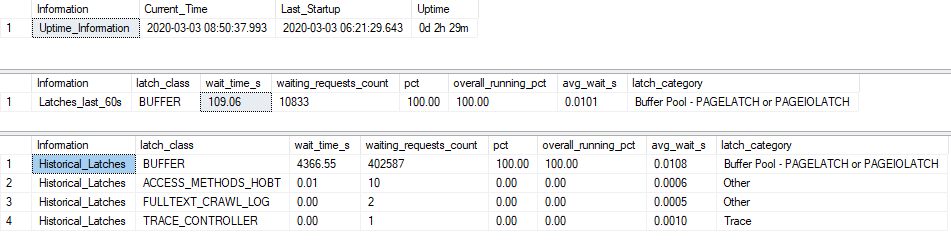 Information Current_Time Last_Startup Uptime
1 Uptime_Information 2020-03-03 08:50:37.993 2020-03-03 06:21:29.643 0d 2h 29m
Information latch_class wait_time_s waiting_requests_count pct overall_running_pct avg_wait_s latch_category
1 Latches_last_60s BUFFER 109.06 10833 100.00 100.00 0.0101 Buffer Pool - PAGELATCH or PAGEIOLATCH
Information latch_class wait_time_s waiting_requests_count pct overall_running_pct avg_wait_s latch_category
1 Historical_Latches BUFFER 4366.55 402587 100.00 100.00 0.0108 Buffer Pool - PAGELATCH or PAGEIOLATCH
2 Historical_Latches ACCESS_METHODS_HOBT 0.01 10 0.00 0.00 0.0006 Other
3 Historical_Latches FULLTEXT_CRAWL_LOG 0.00 2 0.00 0.00 0.0005 Other
4 Historical_Latches TRACE_CONTROLLER 0.00 1 0.00 0.00 0.0010 Trace